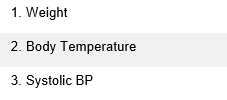 1. Weight
2. Body Temperature
3. Systolic BP